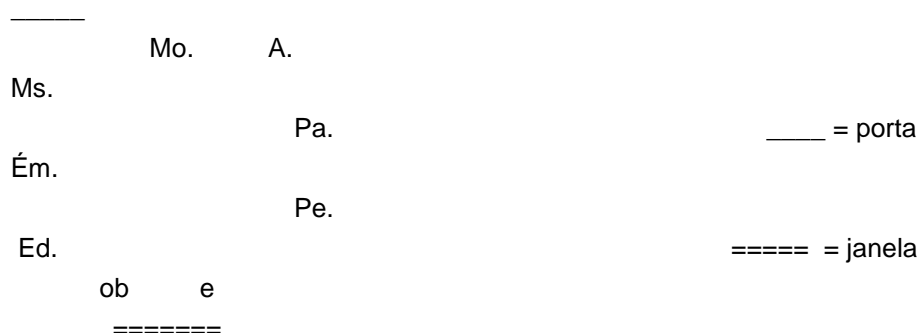 _____
Mo. A.
Ms.
Pa. ____ = porta
Ém.
Pe.
Ed. ===== = janela
ob e
=======